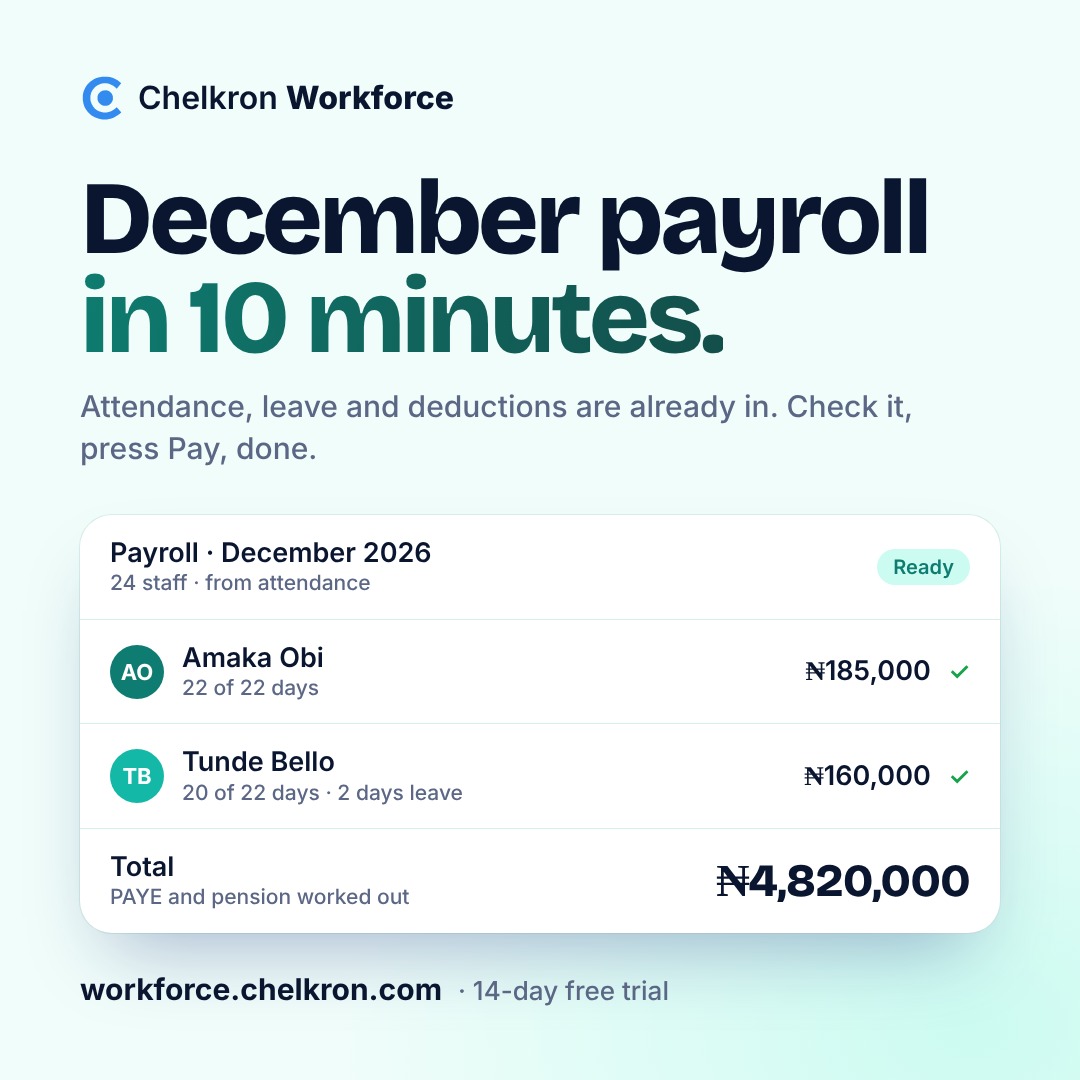 Chelkron Workforce
December payroll
in 10 minutes.
Attendance, leave and deductions are already in. Check it,
press Pay, done.
Payroll · December 2026
24 staff · from attendance
Ready
AO
Amaka Obi
22 of 22 days
₦185,000 ✓
TB
Tunde Bello
20 of 22 days · 2 days leave
₦160,000 ✓
Total
PAYE and pension worked out
₦4,820,000
workforce.chelkron.com · 14-day free trial